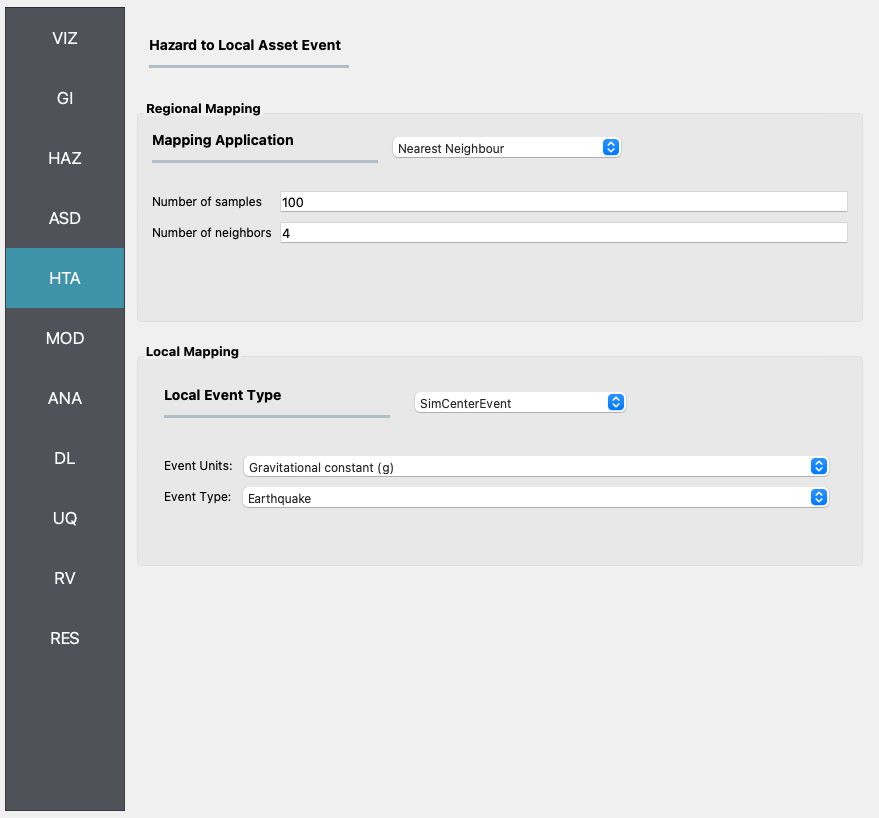 VIZ
GI
HAZ
ASD
HTA
MOD
ANA
DL
UQ
RV
RES
Hazard to Local Asset Event
Regional Mapping
Mapping Application
Nearest Neighbour
Number of samples 100
Number of neighbors 4
Local Mapping
Local Event Type
SimCenterEvent
Event Units: Gravitational constant (g)
Event Type: Earthquake